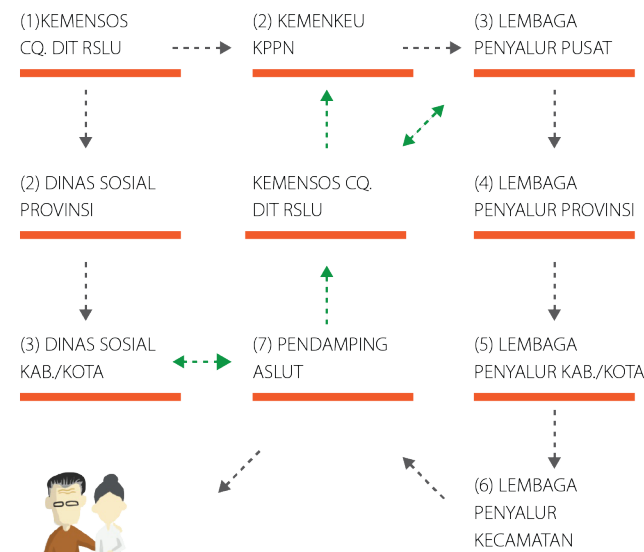 (1)KEMENSOS
CQ. DIT RSLU
(2) KEMENKEU
KPPN
(3) LEMBAGA
PENYALUR PUSAT
(2) DINAS SOSIAL
PROVINSI
KEMENSOS CQ.
DIT RSLU
(4) LEMBAGA
PENYALUR PROVINSI
(3) DINAS SOSIAL
KAB./KOTA
(7) PENDAMPING
ASLUT
(5) LEMBAGA
PENYALUR KAB./KOTA
(6) LEMBAGA
PENYALUR
KECAMATAN